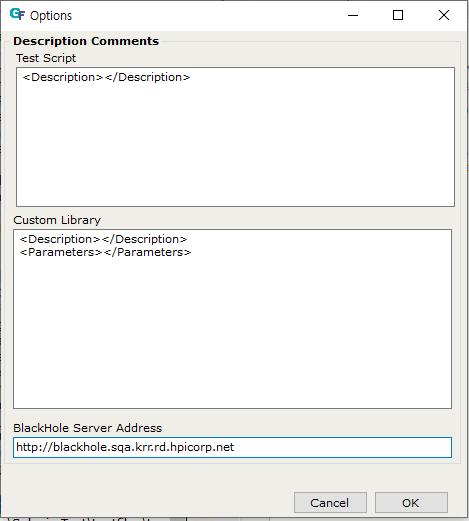 GF Options
Description Comments
Test Script
<Description></Description>
Custom Library
<Description></Description>
<Parameters></Parameters>
BlackHole Server Address
http://blackhole.sqa.krr.rd.hpicorp.net
Cancel OK